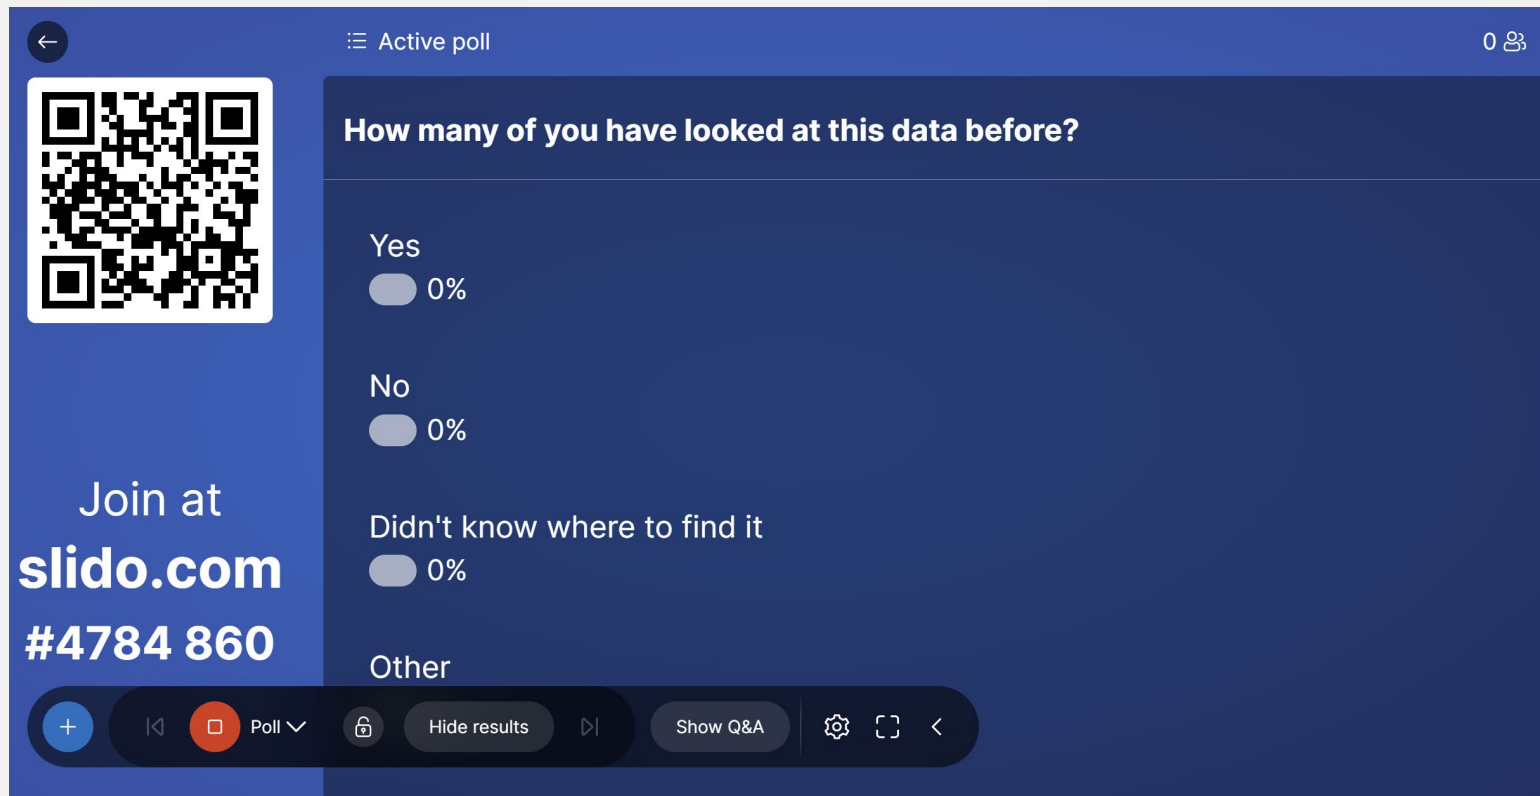 Active poll
0
How many of you have looked at this data before?
Yes
0%
No
0%
Didn't know where to find it
0%
Other
Join at
slido.com
#4784 860
Poll
Hide results
Show Q&A